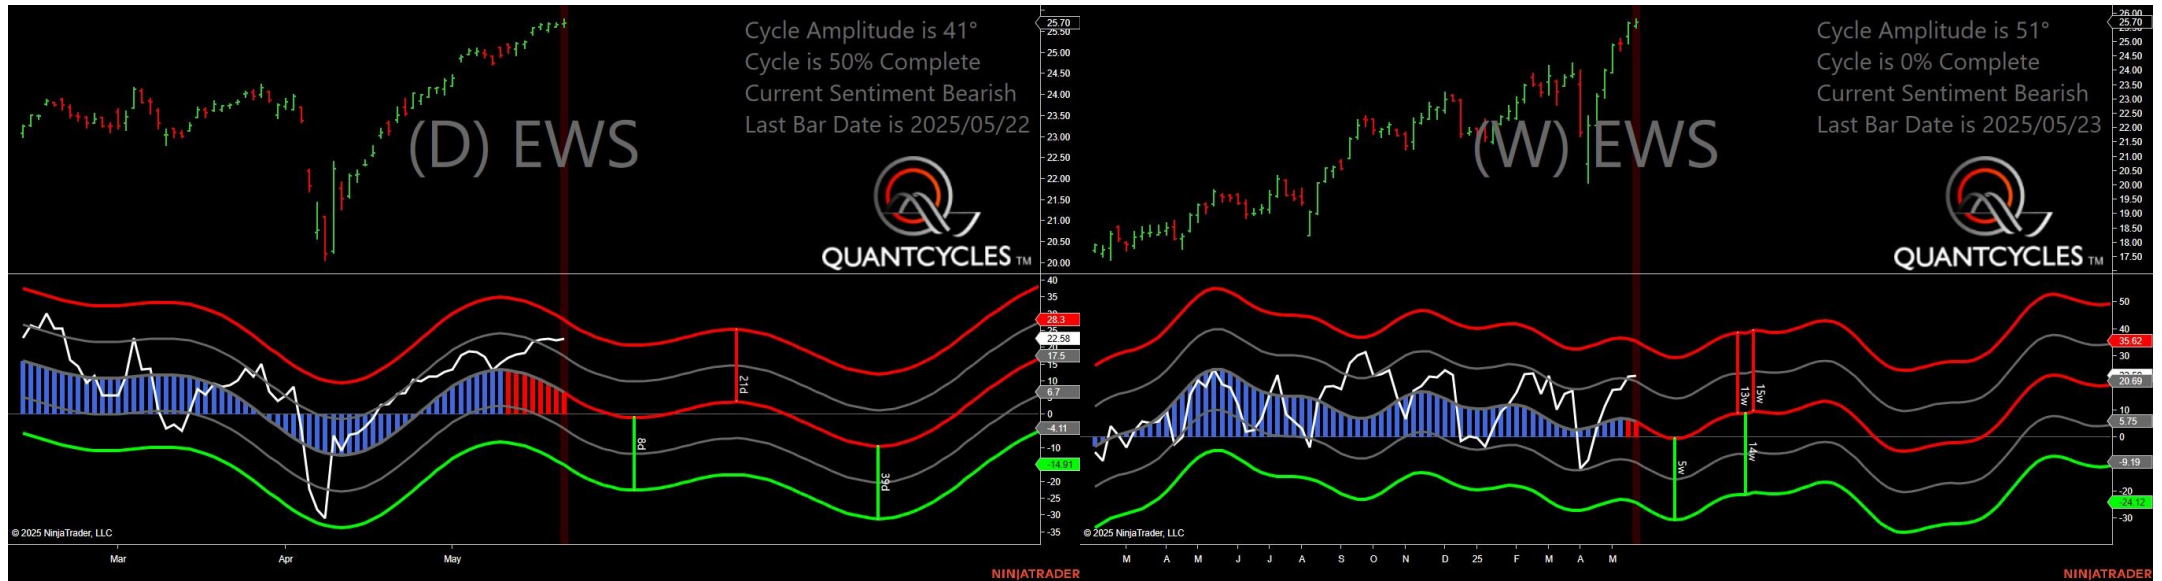 Cycle Amplitude is 41°
Cycle is 50% Complete
Current Sentiment Bearish
Last Bar Date is 2025/05/22
(D) EWS
QUANTCYCLES TM
25.70
25.50
25.00
24.50
24.00
23.50
23.00
22.50
22.00
21.50
21.00
20.50
20.00
40
35
28.3
22.58
17.5
15
10
6.7
0
-4.11
-10
-14.91
-20
-25
-30
-35
8d
21d
39d
© 2025 NinjaTrader, LLC
Mar Apr May
NINJATRADER
Cycle Amplitude is 51°
Cycle is 0% Complete
Current Sentiment Bearish
Last Bar Date is 2025/05/23
(W) EWS
QUANTCYCLES TM
26.00
25.70
25.00
24.50
24.00
23.50
23.00
22.50
22.00
21.50
21.00
20.50
20.00
19.50
19.00
18.50
18.00
17.50
50
40
35.62
30
20.69
10
5.75
0
-9.19
-20
-24.12
-30
5w
13w
14w
15w
© 2025 NinjaTrader, LLC
M A M J J A S O N D 25 F M A M
NINJATRADER